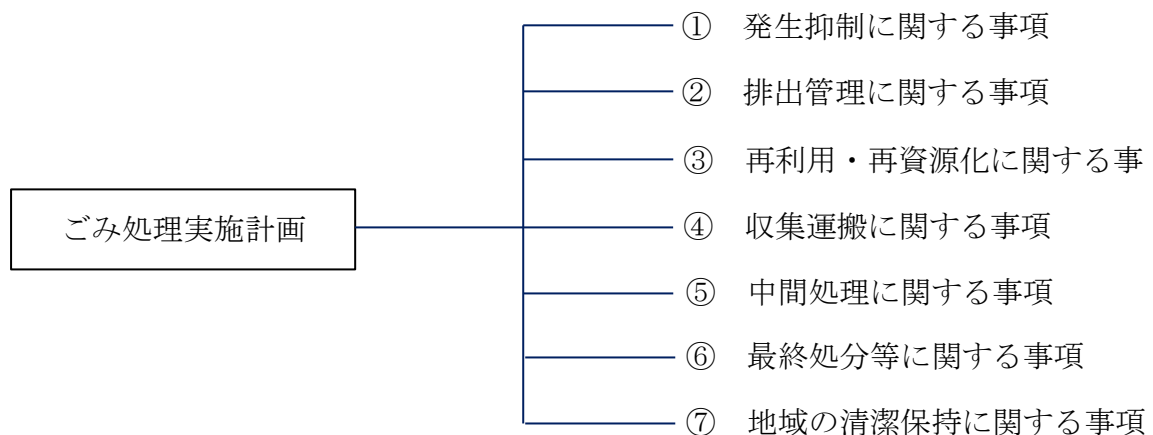 ① 発生抑制に関する事項
② 排出管理に関する事項
③ 再利用・再資源化に関する事
ごみ処理実施計画
④ 収集運搬に関する事項
⑤ 中間処理に関する事項
⑥ 最終処分等に関する事項
⑦ 地域の清潔保持に関する事項